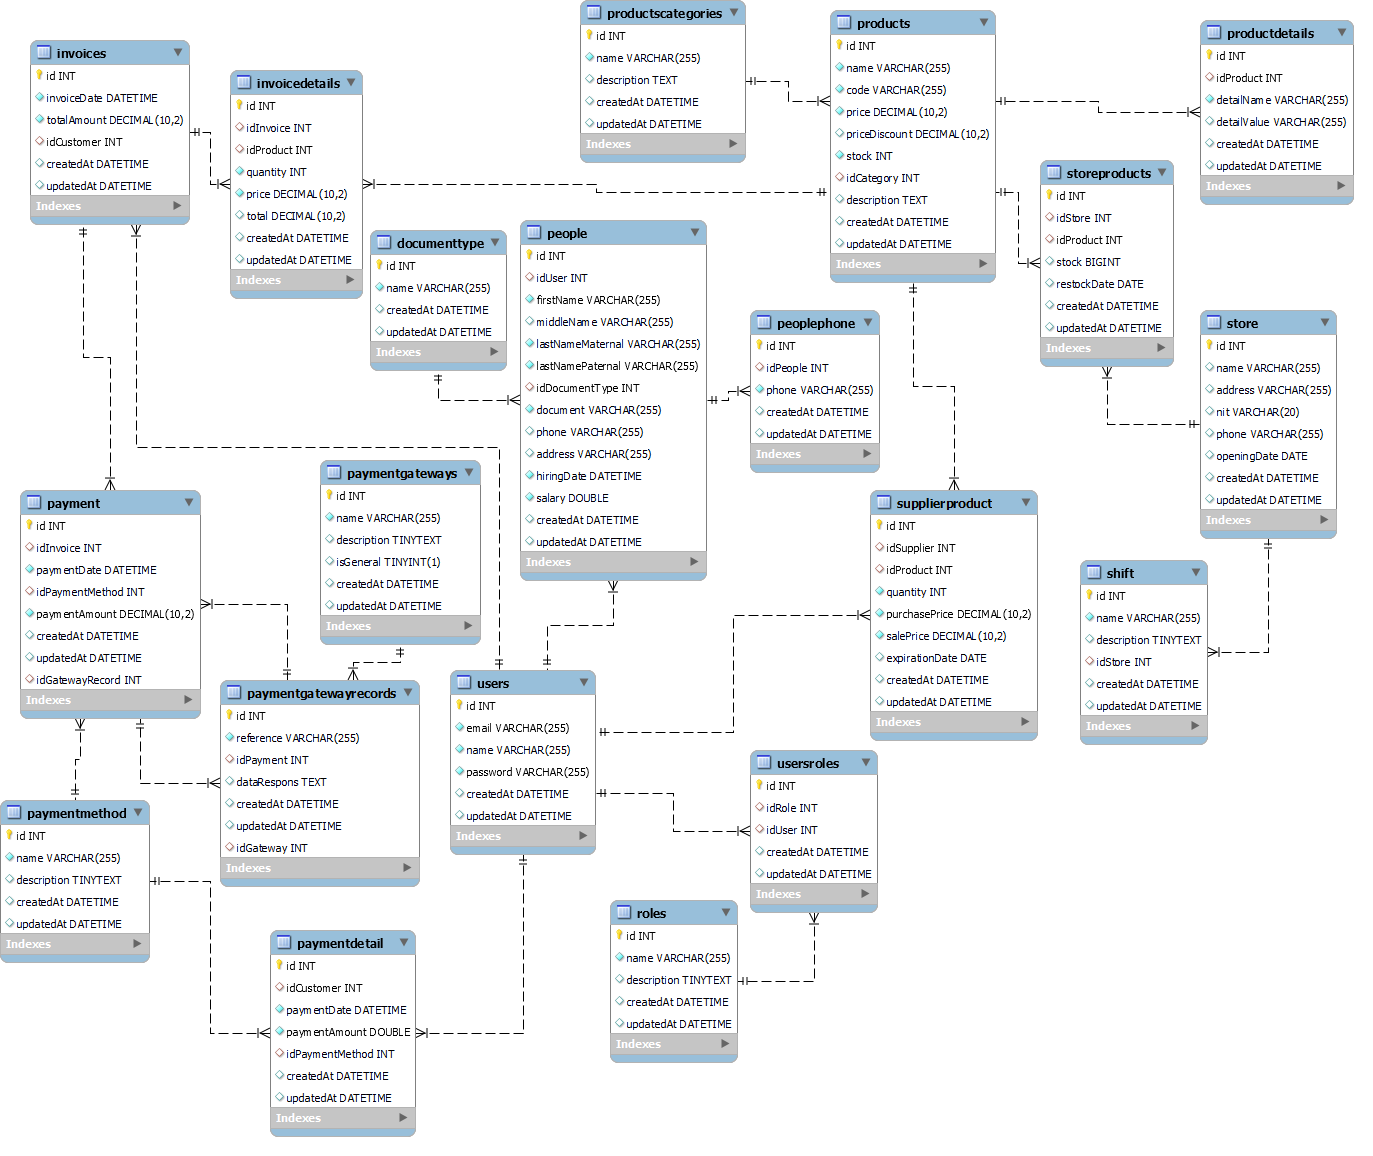 invoices
id INT
invoiceDate DATETIME
totalAmount DECIMAL(10,2)
idCustomer INT
createdAt DATETIME
updatedAt DATETIME
Indexes
invoicedetails
id INT
idInvoice INT
idProduct INT
quantity INT
price DECIMAL(10,2)
total DECIMAL(10,2)
createdAt DATETIME
updatedAt DATETIME
Indexes
productscategories
id INT
name VARCHAR(255)
description TEXT
createdAt DATETIME
updatedAt DATETIME
Indexes
products
id INT
name VARCHAR(255)
code VARCHAR(255)
price DECIMAL(10,2)
priceDiscount DECIMAL(10,2)
stock INT
idCategory INT
description TEXT
createdAt DATETIME
updatedAt DATETIME
Indexes
productdetails
id INT
idProduct INT
detailName VARCHAR(255)
detailValue VARCHAR(255)
createdAt DATETIME
updatedAt DATETIME
Indexes
storeproducts
id INT
idStore INT
idProduct INT
stock BIGINT
restockDate DATE
createdAt DATETIME
updatedAt DATETIME
Indexes
documenttype
id INT
name VARCHAR(255)
createdAt DATETIME
updatedAt DATETIME
Indexes
people
id INT
idUser INT
firstName VARCHAR(255)
middleName VARCHAR(255)
lastNameMaternal VARCHAR(255)
lastNamePaternal VARCHAR(255)
idDocumentType INT
document VARCHAR(255)
phone VARCHAR(255)
address VARCHAR(255)
hiringDate DATETIME
salary DOUBLE
createdAt DATETIME
updatedAt DATETIME
Indexes
peoplephone
id INT
idPeople INT
phone VARCHAR(255)
createdAt DATETIME
updatedAt DATETIME
Indexes
store
id INT
name VARCHAR(255)
address VARCHAR(255)
nit VARCHAR(20)
phone VARCHAR(255)
openingDate DATE
createdAt DATETIME
updatedAt DATETIME
Indexes
payment
id INT
idInvoice INT
paymentDate DATETIME
idPaymentMethod INT
paymentAmount DECIMAL(10,2)
createdAt DATETIME
updatedAt DATETIME
idGatewayRecord INT
Indexes
paymentgateways
id INT
name VARCHAR(255)
description TINYTEXT
isGeneral TINYINT(1)
createdAt DATETIME
updatedAt DATETIME
Indexes
supplierproduct
id INT
idSupplier INT
idProduct INT
quantity INT
purchasePrice DECIMAL(10,2)
salePrice DECIMAL(10,2)
expirationDate DATE
createdAt DATETIME
updatedAt DATETIME
Indexes
shift
id INT
name VARCHAR(255)
description TINYTEXT
idStore INT
createdAt DATETIME
updatedAt DATETIME
Indexes
paymentgatewayrecords
id INT
reference VARCHAR(255)
idPayment INT
dataRespons TEXT
createdAt DATETIME
updatedAt DATETIME
idGateway INT
Indexes
users
id INT
email VARCHAR(255)
name VARCHAR(255)
password VARCHAR(255)
createdAt DATETIME
updatedAt DATETIME
Indexes
usersroles
id INT
idRole INT
idUser INT
createdAt DATETIME
updatedAt DATETIME
Indexes
paymentmethod
id INT
name VARCHAR(255)
description TINYTEXT
createdAt DATETIME
updatedAt DATETIME
Indexes
paymentdetail
id INT
idCustomer INT
paymentDate DATETIME
paymentAmount DOUBLE
idPaymentMethod INT
createdAt DATETIME
updatedAt DATETIME
Indexes
roles
id INT
name VARCHAR(255)
description TINYTEXT
createdAt DATETIME
updatedAt DATETIME
Indexes